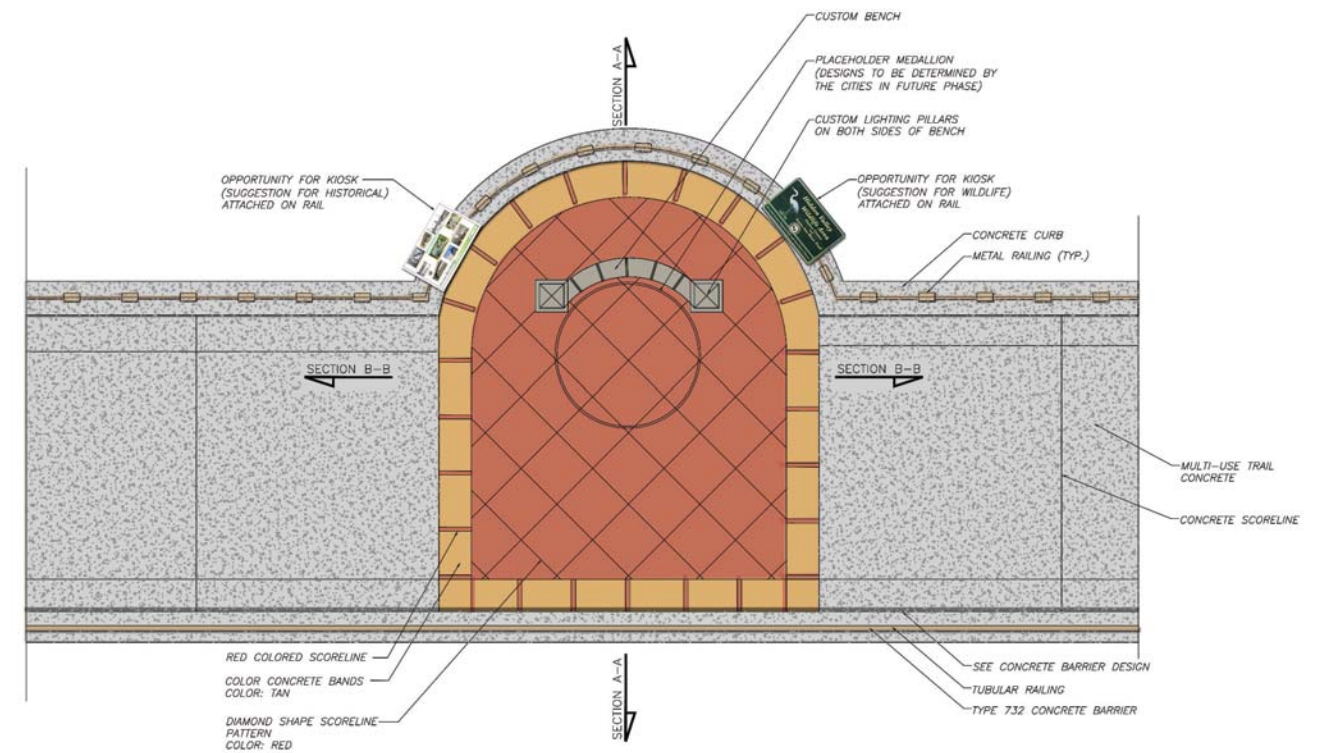 CUSTOM BENCH
SECTION A-A
PLACEHOLDER MEDALLION
(DESIGNS TO BE DETERMINED BY
THE CITIES IN FUTURE PHASE)
CUSTOM LIGHTING PILLARS
ON BOTH SIDES OF BENCH
OPPORTUNITY FOR KIOSK
(SUGGESTION FOR HISTORICAL)
ATTACHED ON RAIL
OPPORTUNITY FOR KIOSK
(SUGGESTION FOR WILDLIFE)
ATTACHED ON RAIL
Hidden Valley
Wildlife Area
CONCRETE CURB
METAL RAILING (TYP.)
SECTION B-B
SECTION B-B
MULTI-USE TRAIL
CONCRETE
CONCRETE SCORELINE
RED COLORED SCORELINE
COLOR CONCRETE BANDS
COLOR: TAN
DIAMOND SHAPE SCORELINE
PATTERN
COLOR: RED
SECTION A-A
SEE CONCRETE BARRIER DESIGN
TUBULAR RAILING
TYPE 732 CONCRETE BARRIER